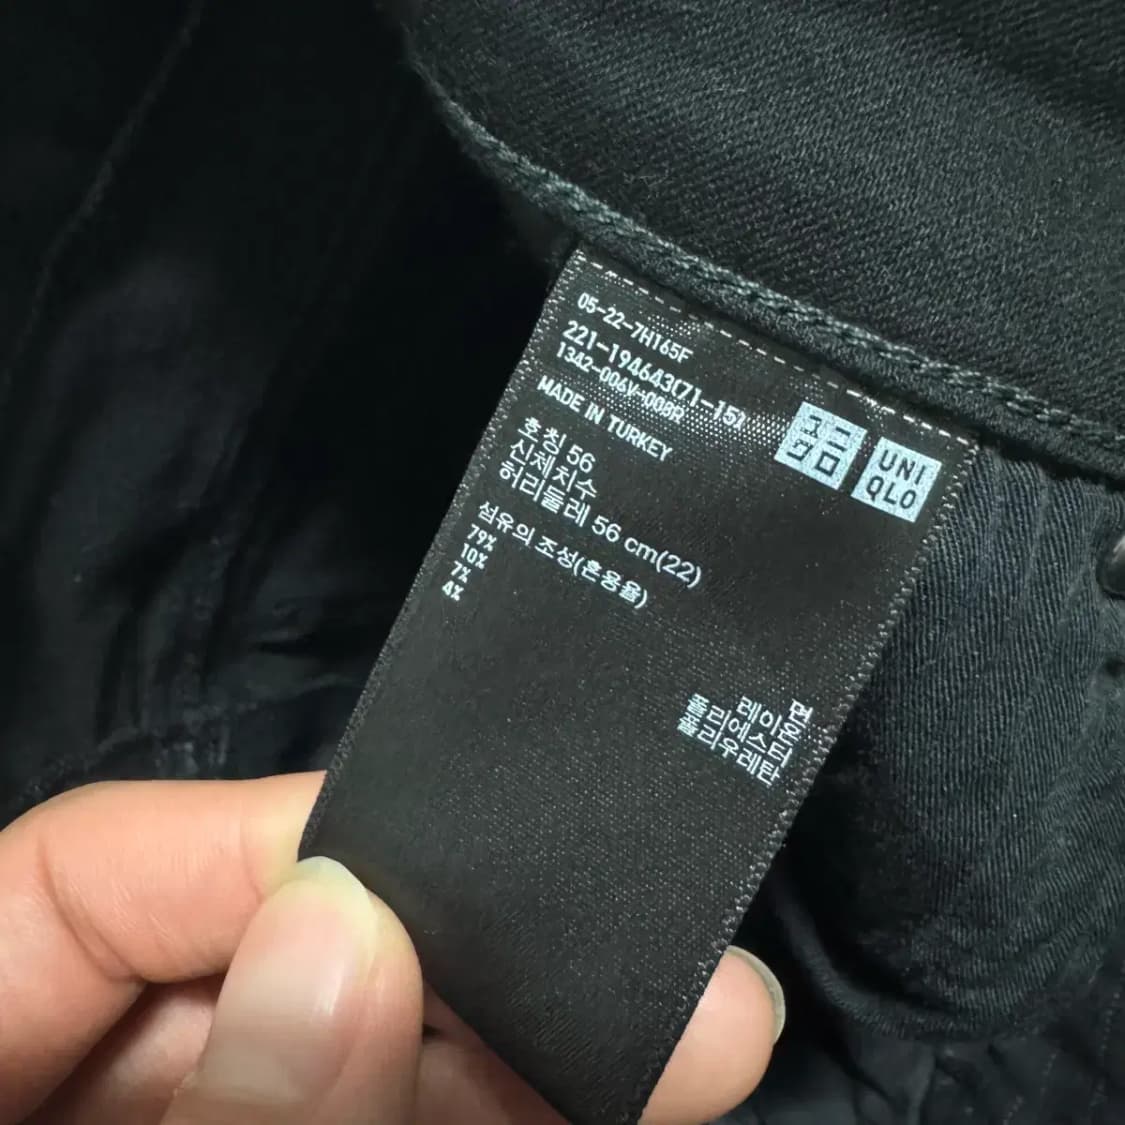 05-22-7H165F
221-194643(71-15)
1342-006V-008R
MADE IN TURKEY
ユニ
クロ
UNI
QLO
호칭 56
신체치수
허리둘레 56 cm(22)
섬유의 조성(혼용율)
79% 면
10% 레이온
7% 폴리에스터
4% 폴리우레탄